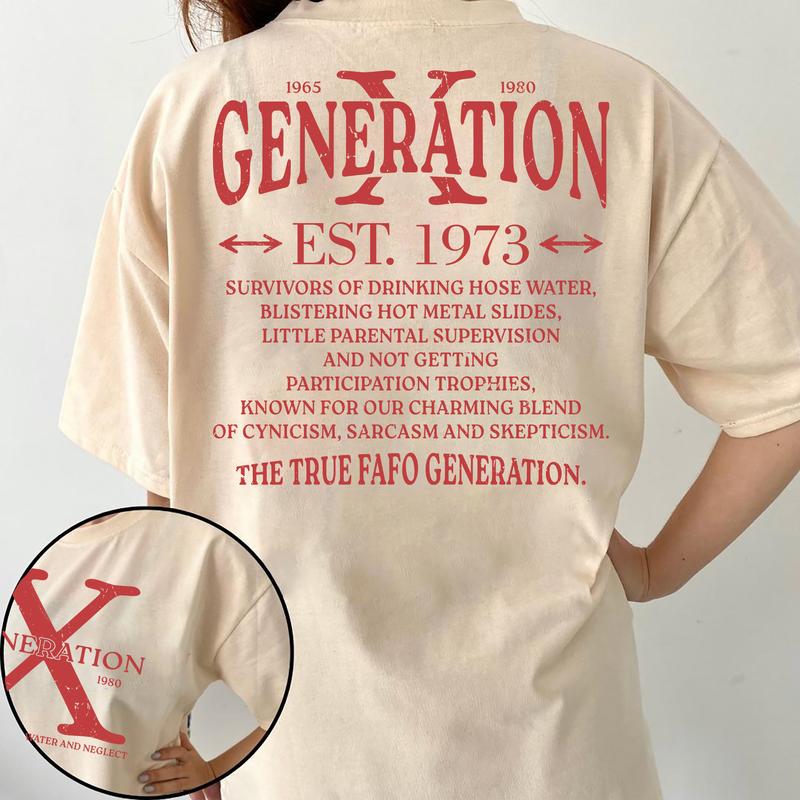 1965 X 1980
GENERATION
EST. 1973
SURVIVORS OF DRINKING HOSE WATER,
BLISTERING HOT METAL SLIDES,
LITTLE PARENTAL SUPERVISION
AND NOT GETTiNG
PARTICIPATION TROPHIES,
KNOWN FOR OUR CHARMING BLEND
OF CYNICISM, SARCASM AND SKEPTICISM.
THE TRUE FAFO GENERATION.
X
NERATION
1980
WATER AND NEGLECT